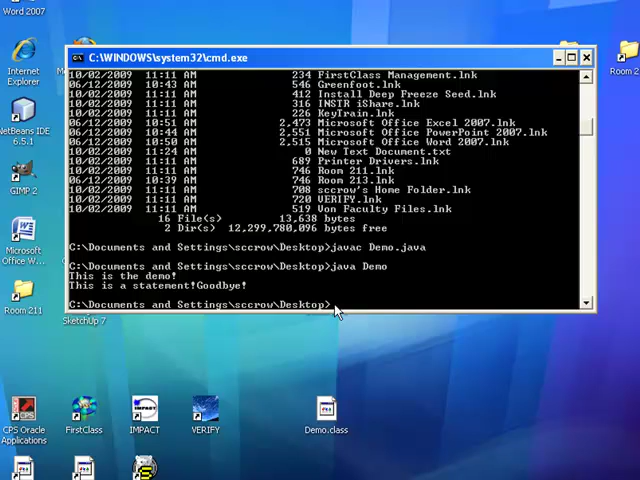 Word 2007
C:\WINDOWS\system32\cmd.exe
10/02/2009 11:11 AM 234 FirstClass Management.lnk
06/12/2009 10:43 AM 546 Greenfoot.lnk
10/02/2009 11:11 AM 412 Install Deep Freeze Seed.lnk
10/02/2009 11:11 AM 316 INSTR iShare.lnk
10/02/2009 11:11 AM 226 KeyTrain.lnk
06/12/2009 10:51 AM 2,473 Microsoft Office Excel 2007.lnk
06/12/2009 10:44 AM 2,551 Microsoft Office PowerPoint 2007.lnk
06/12/2009 10:50 AM 2,515 Microsoft Office Word 2007.lnk
10/02/2009 11:24 AM 0 New Text Document.txt
10/02/2009 11:11 AM 689 Printer Drivers.lnk
10/02/2009 11:11 AM 746 Room 211.lnk
06/12/2009 10:39 AM 746 Room 213.lnk
10/02/2009 11:11 AM 708 sccrow's Home Folder.lnk
10/02/2009 11:11 AM 720 VERIFY.lnk
10/02/2009 11:11 AM 519 Von Faculty Files.lnk
16 File(s) 13,638 bytes
2 Dir(s) 12,299,780,096 bytes free
C:\Documents and Settings\sccrow\Desktop>javac Demo.java
C:\Documents and Settings\sccrow\Desktop>java Demo
This is the demo!
This is a statement!Goodbye!
C:\Documents and Settings\sccrow\Desktop>
Internet
Explorer
Room 2
NetBeans IDE
6.5.1
GIMP 2
Microsoft
Office W...
Room 211
SketchUp 7
CPS Oracle
Applications
FirstClass
IMPACT
IMPACT
VERIFY
Demo.class